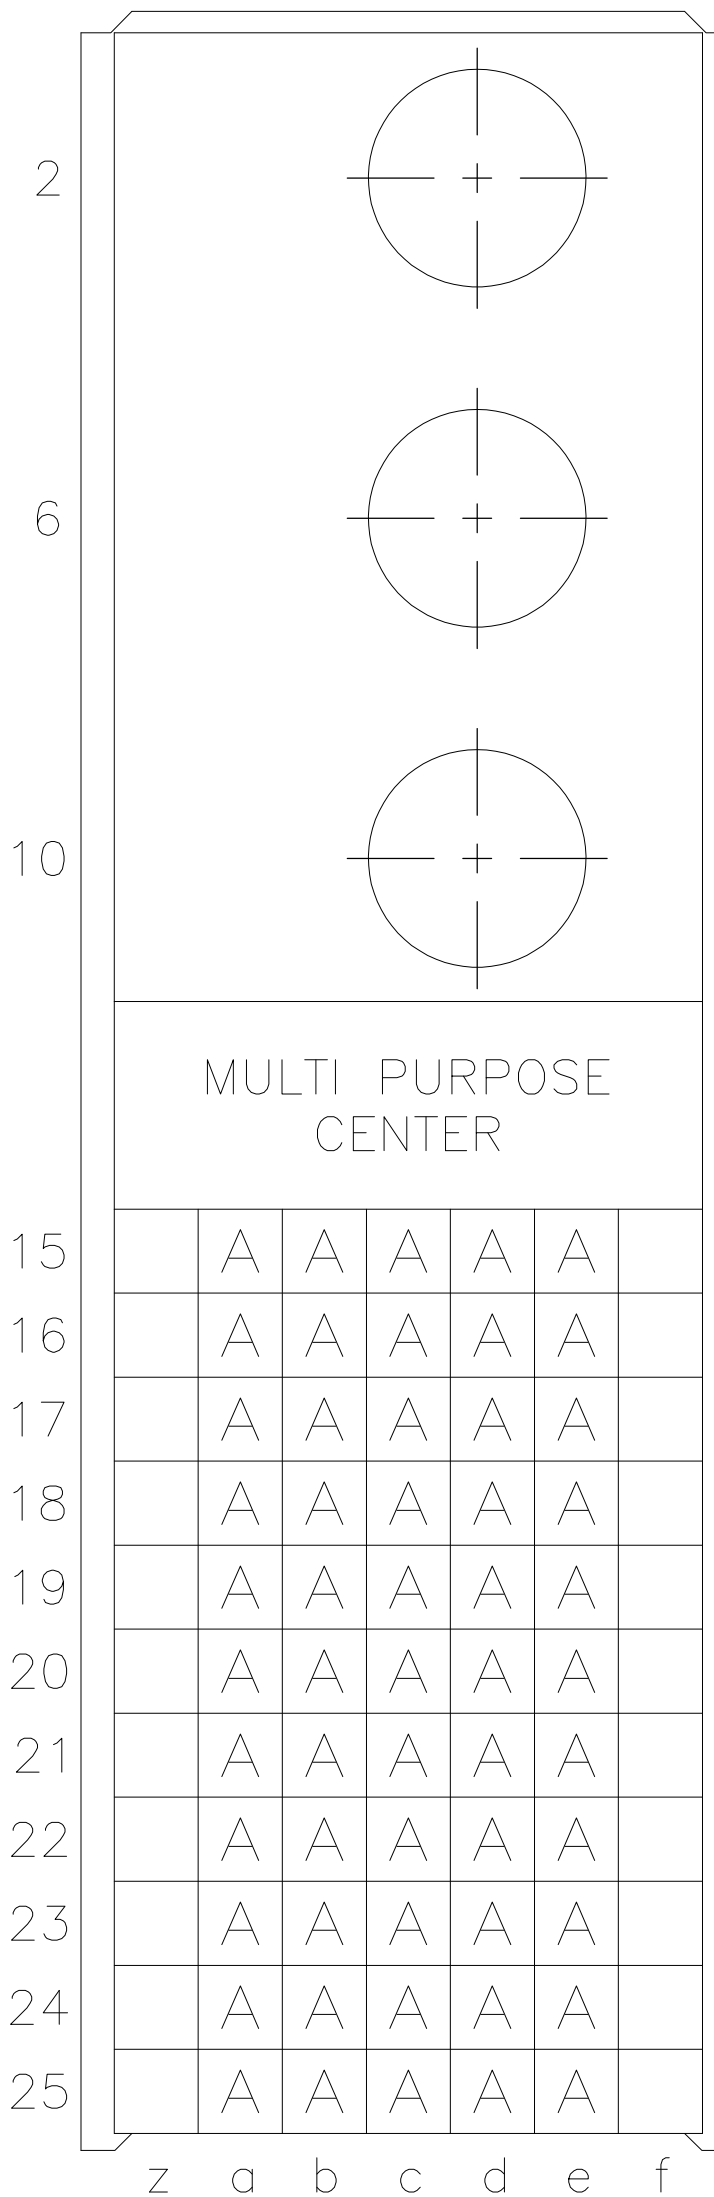 2
6
10
MULTI PURPOSE
CENTER
15 A A A A A
16 A A A A A
17 A A A A A
18 A A A A A
19 A A A A A
20 A A A A A
21 A A A A A
22 A A A A A
23 A A A A A
24 A A A A A
25 A A A A A
z a b c d e f